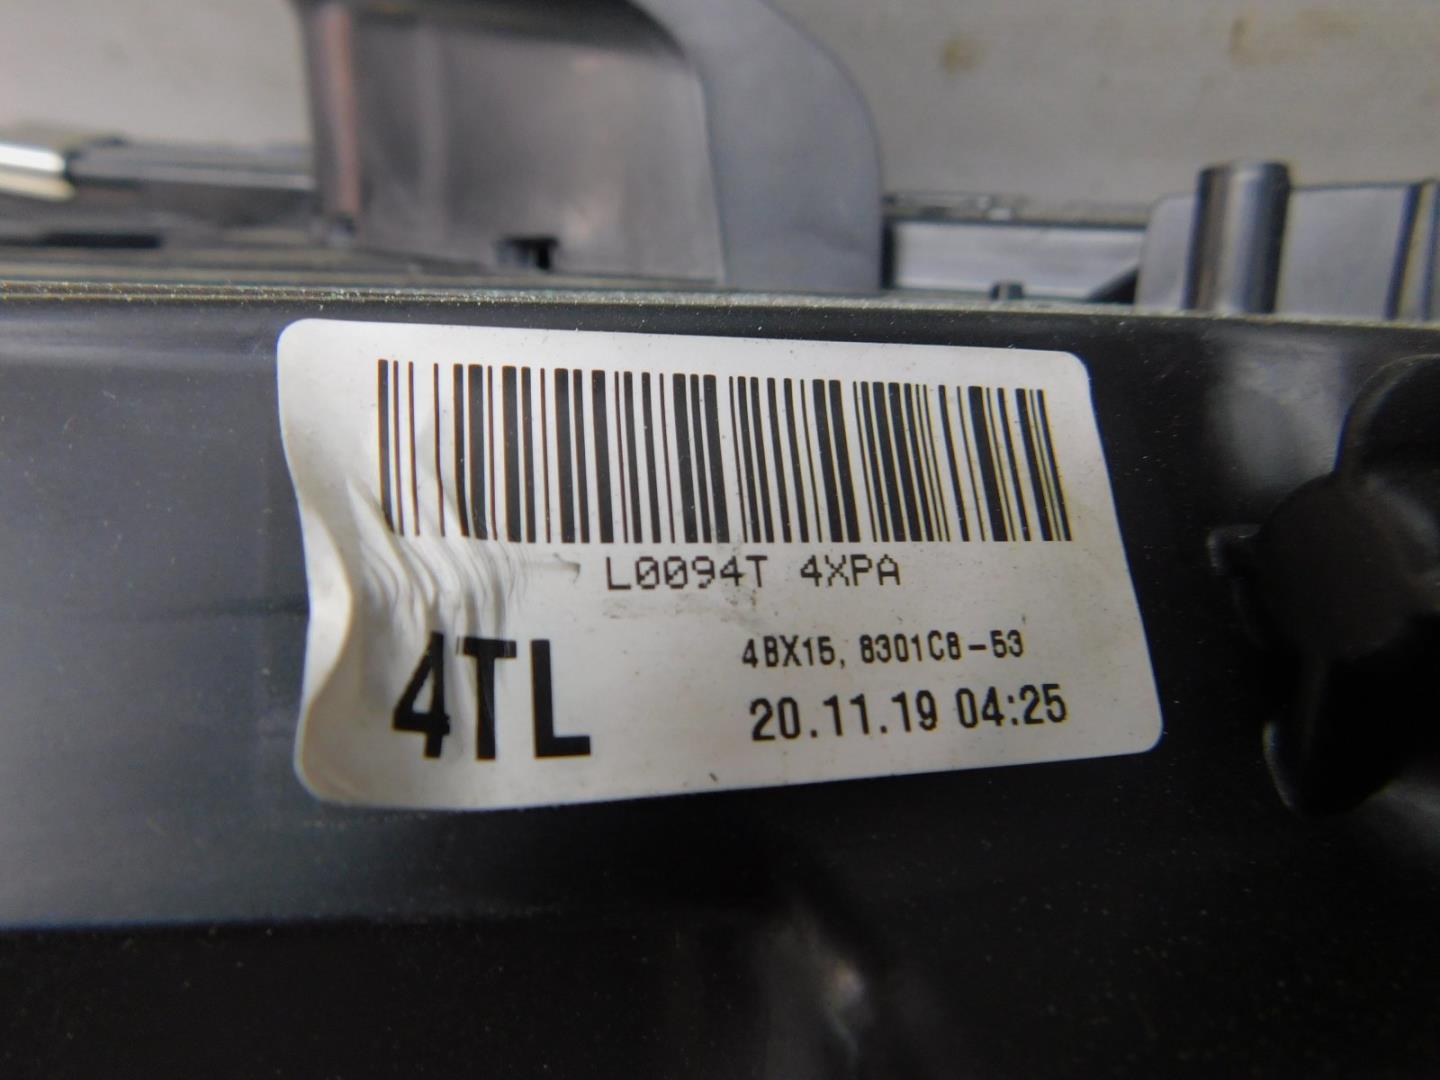 L0094T 4XPA
4TL
4BX15, 8301C8-53
20.11.19 04:25